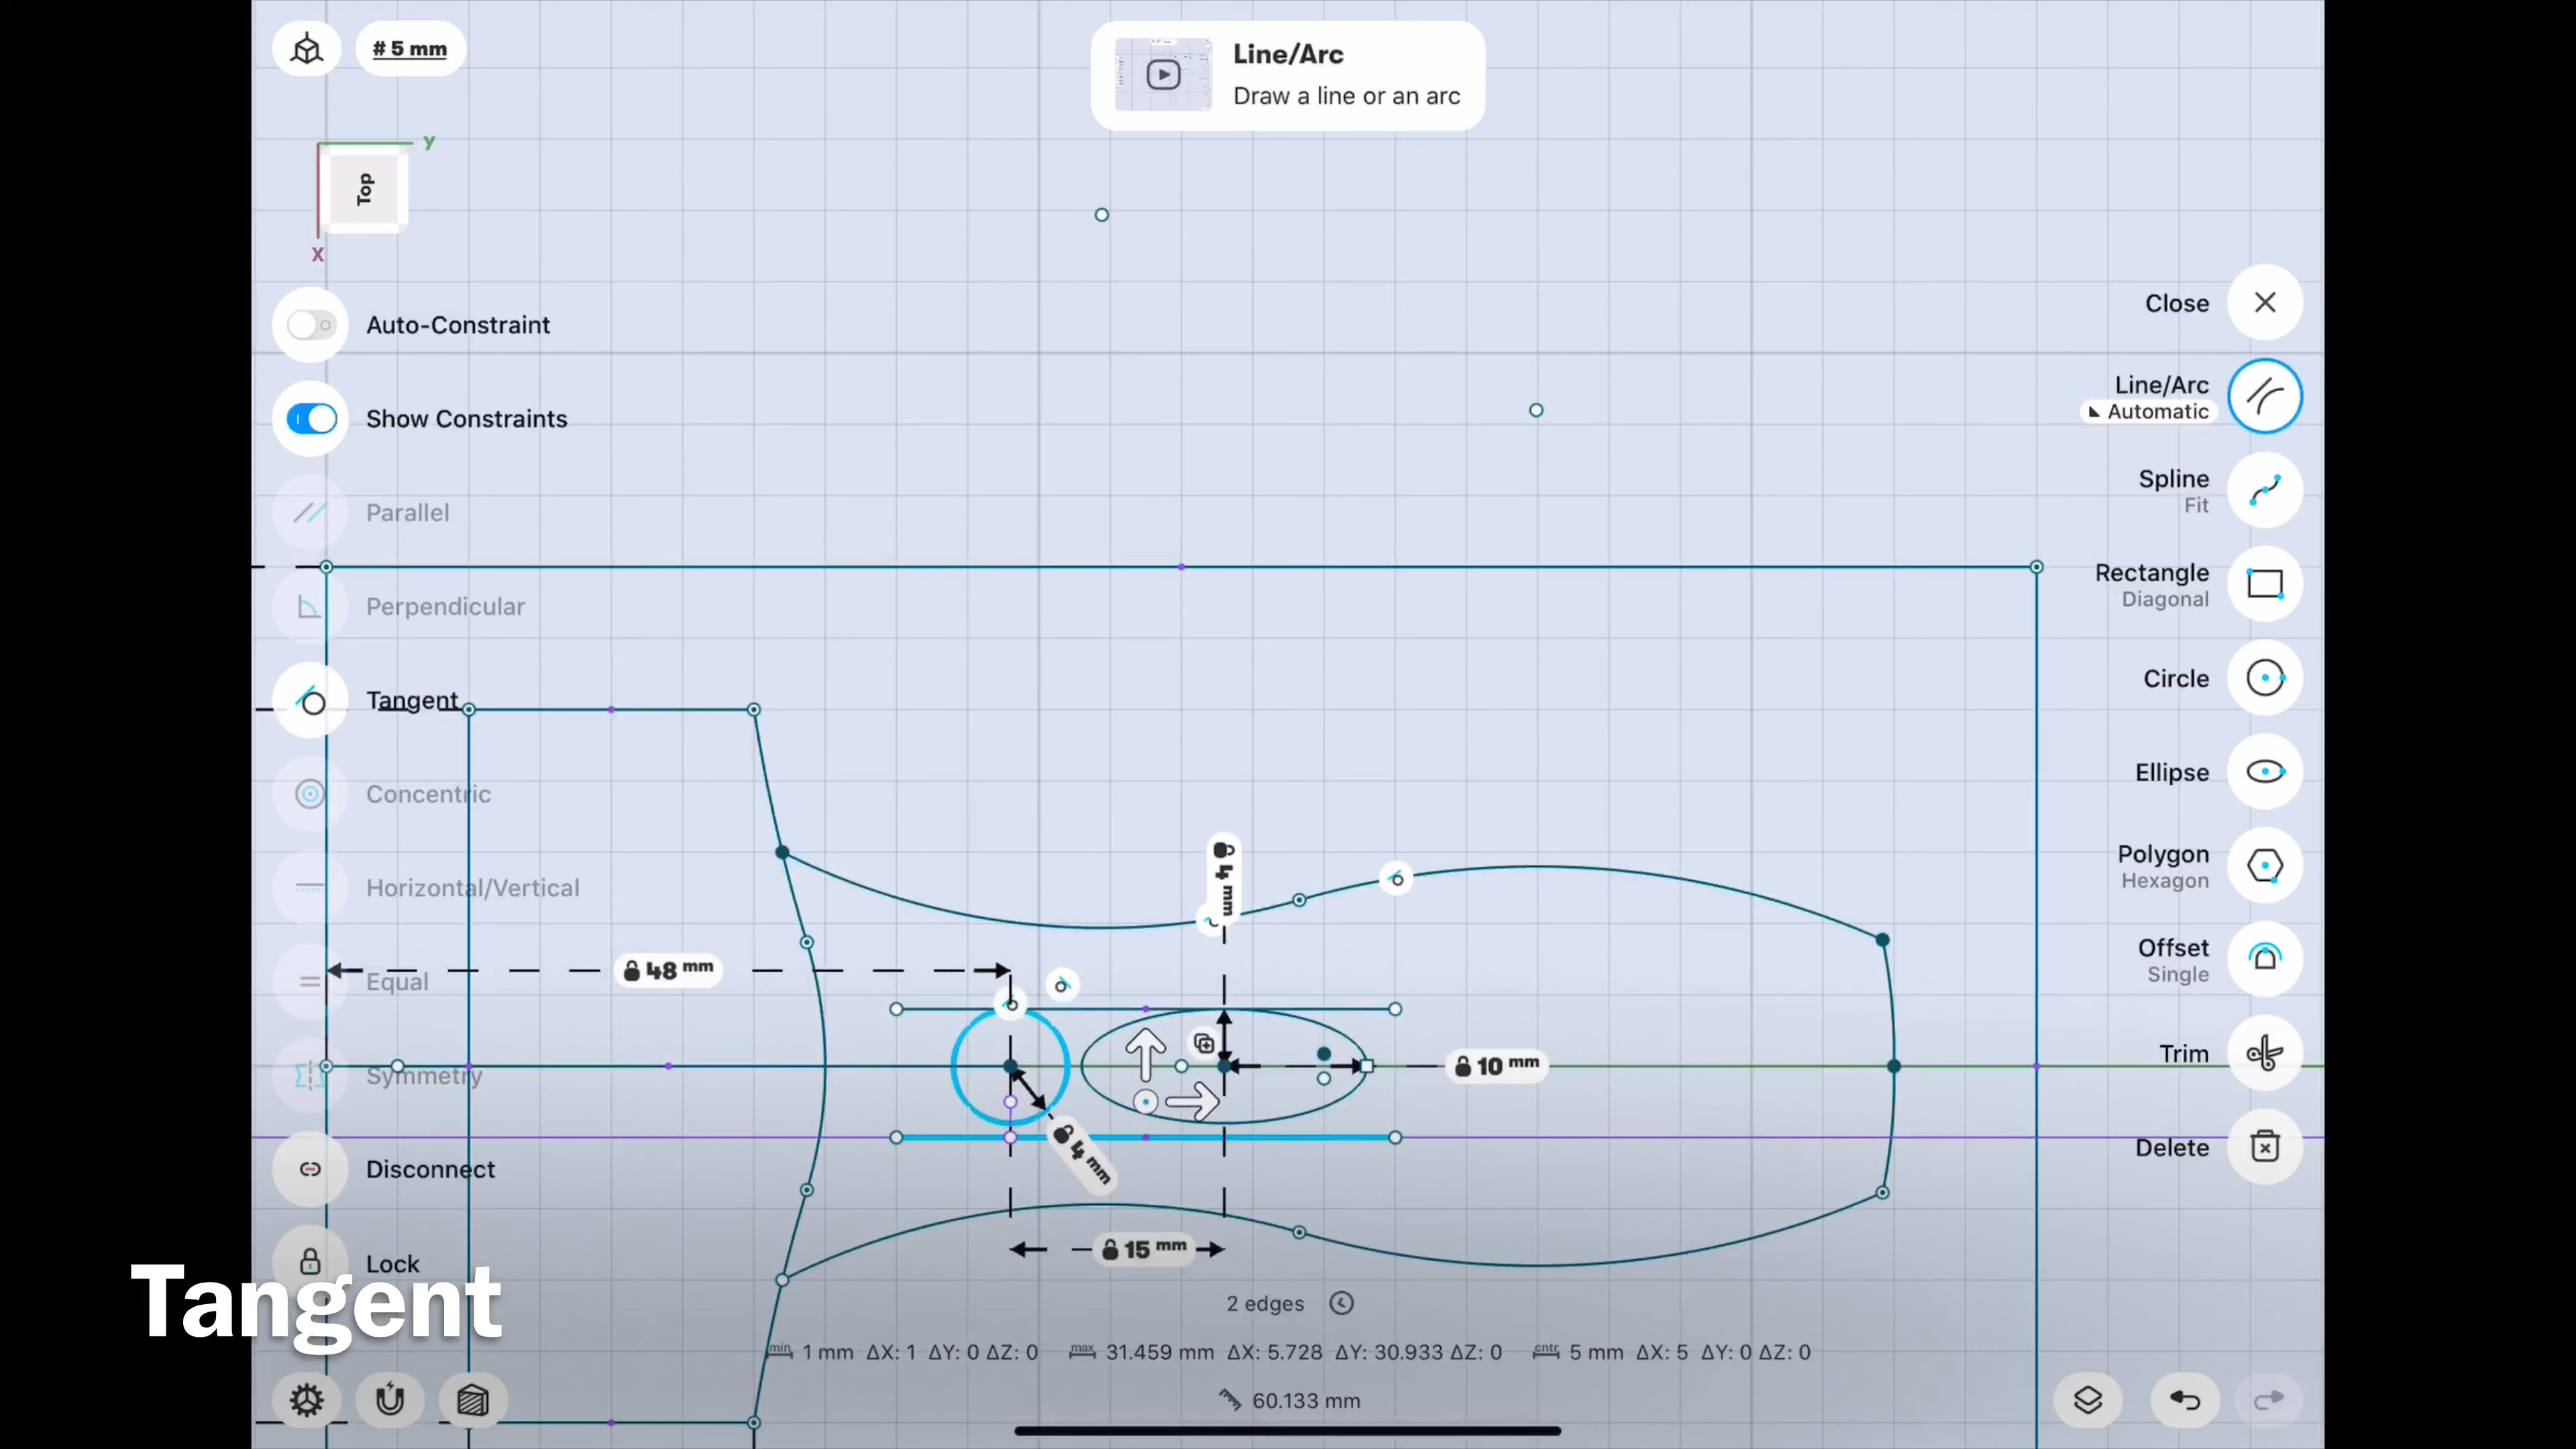 # 5 mm
Line/Arc
Draw a line or an arc
Y
Top
X
Auto-Constraint
Show Constraints
Parallel
Perpendicular
Tangent
Concentric
Horizontal/Vertical
Equal
Symmetry
Disconnect
Lock
Close
Line/Arc
Automatic
Spline
Fit
Rectangle
Diagonal
Circle
Ellipse
Polygon
Hexagon
Offset
Single
Trim
Delete
4 mm
48 mm
10 mm
4 mm
15 mm
2 edges
min 1 mm ΔX: 1 ΔY: 0 ΔZ: 0 max 31.459 mm ΔX: 5.728 ΔY: 30.933 ΔZ: 0 cntr 5 mm ΔX: 5 ΔY: 0 ΔZ: 0
60.133 mm
Tangent